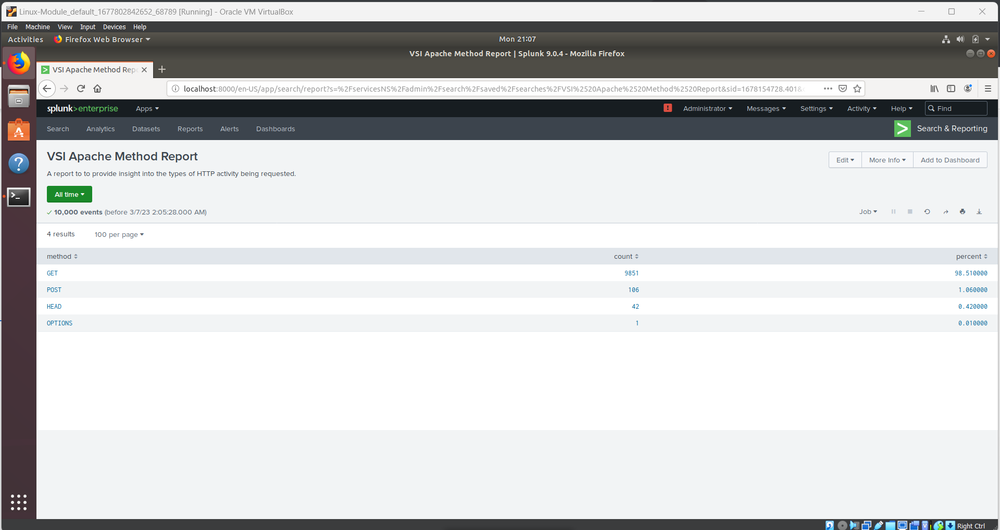 Linux-Module_default_1677802842652_68789 [Running] - Oracle VM VirtualBox
File Machine View Input Devices Help
Activities Firefox Web Browser Mon 21:07
VSI Apache Method Report | Splunk 9.0.4 - Mozilla Firefox
VSI Apache Method Repo
localhost:8000/en-US/app/search/report?s=%2FservicesNS%2Fadmin%2Fsearch%2Fsaved%2Fsearches%2FVSI%2520Apache%2520Method%2520Report&sid=1678154728.401&
splunk>enterprise Apps Administrator Messages Settings Activity Help Find
Search Analytics Datasets Reports Alerts Dashboards Search & Reporting
VSI Apache Method Report
Edit More Info Add to Dashboard
A report to to provide insight into the types of HTTP activity being requested.
All time
10,000 events (before 3/7/23 2:05:28.000 AM) Job
4 results 100 per page
method count percent
GET 9851 98.510000
POST 106 1.060000
HEAD 42 0.420000
OPTIONS 1 0.010000
Right Ctrl